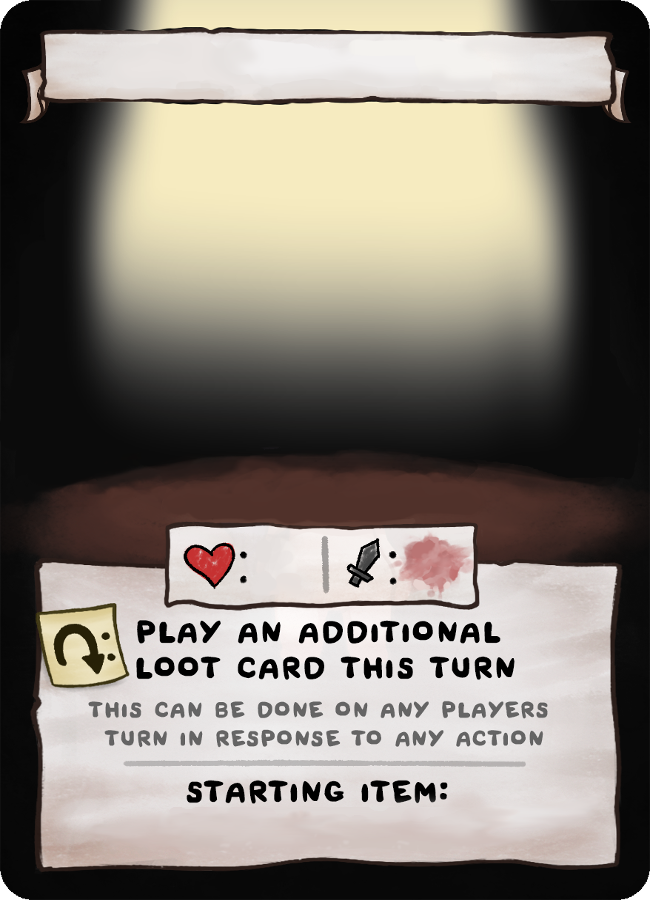 :
:
:
PLAY AN ADDITIONAL
LOOT CARD THIS TURN
THIS CAN BE DONE ON ANY PLAYERS
TURN IN RESPONSE TO ANY ACTION
STARTING ITEM: